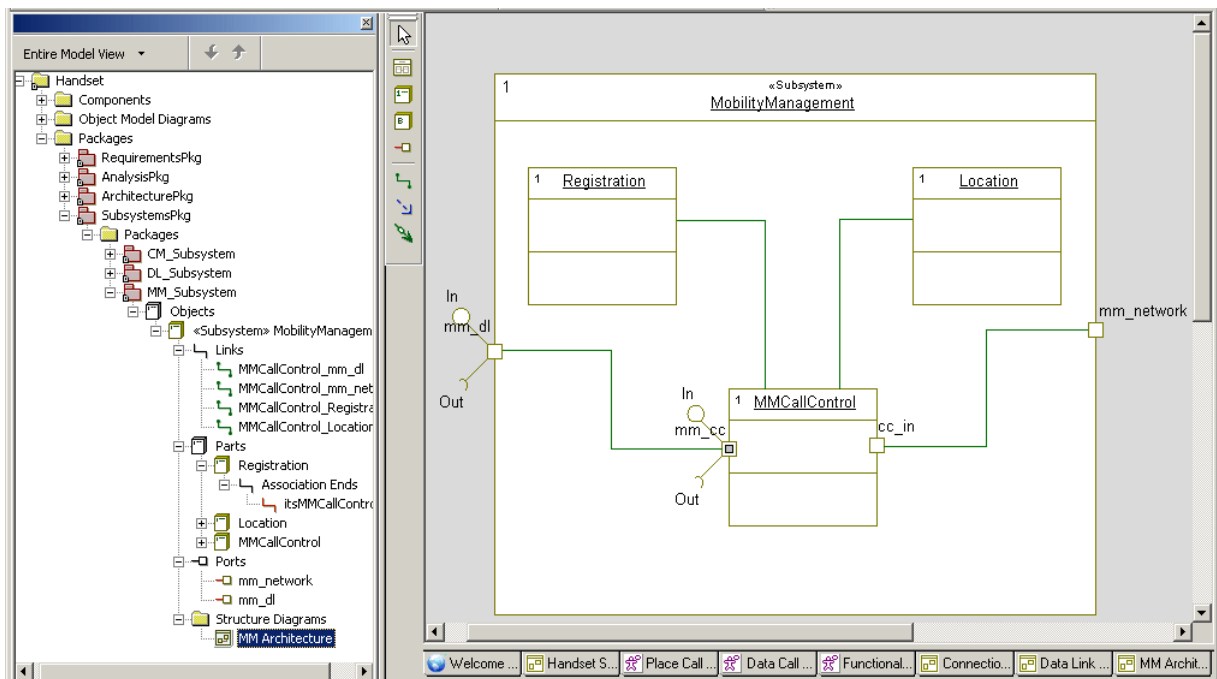 Entire Model View
Handset
Components
Object Model Diagrams
Packages
RequirementsPkg
AnalysisPkg
ArchitecturePkg
SubsystemsPkg
Packages
CM_Subsystem
DL_Subsystem
MM_Subsystem
Objects
«Subsystem» MobilityManagem
Links
MMCallControl_mm_dl
MMCallControl_mm_net
MMCallControl_Registra
MMCallControl_Location
Parts
Registration
Association Ends
itsMMCallContro
Location
MMCallControl
Ports
mm_network
mm_dl
Structure Diagrams
MM Architecture
1
«Subsystem»
MobilityManagement
1 Registration
1 Location
In
mm_dl
Out
mm_network
In
mm_cc
Out
1 MMCallControl
cc_in
Welcome ... Handset S... Place Call ... Data Call ... Functional... Connectio... Data Link ... MM Archit...